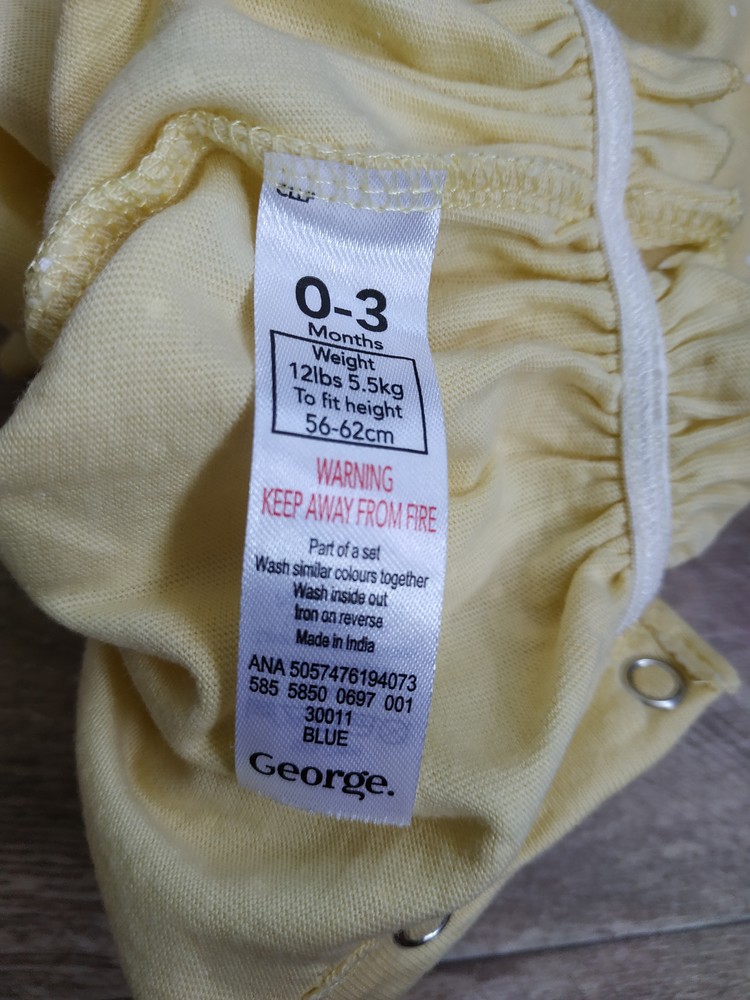 0-3
Months
Weight
12lbs 5.5kg
To fit height
56-62cm
WARNING
KEEP AWAY FROM FIRE
Part of a set
Wash similar colours together
Wash inside out
Iron on reverse
Made in India
ANA 5057476194073
585 5850 0697 001
30011
BLUE
George.